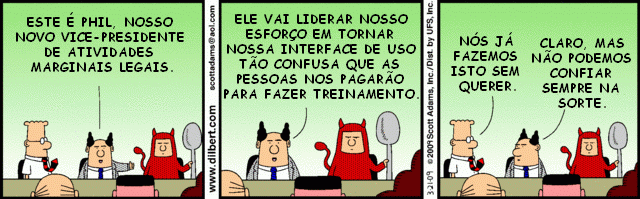 ESTE É PHIL, NOSSO
NOVO VICE-PRESIDENTE
DE ATIVIDADES
MARGINAIS LEGAIS.
www.dilbert.com
scottadams@aol.com
ELE VAI LIDERAR NOSSO
ESFORÇO EM TORNAR
NOSSA INTERFACE DE USO
TÃO CONFUSA QUE AS
PESSOAS NOS PAGARÃO
PARA FAZER TREINAMENTO.
3-21-09 ©2009 Scott Adams, Inc./Dist. by UFS, Inc.
NÓS JÁ
FAZEMOS
ISTO SEM
QUERER.
CLARO, MAS
NÃO PODEMOS
CONFIAR
SEMPRE NA
SORTE.